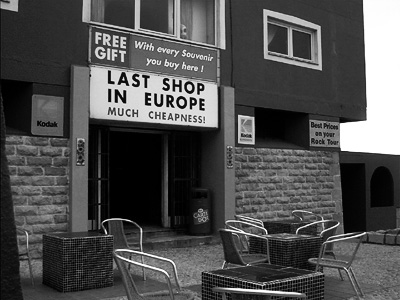 FREE
GIFT
With every Souvenir
you buy here !
LAST SHOP
IN EUROPE
MUCH CHEAPNESS!
Kodak
Kodak
Best Prices
on your
Rock Tour